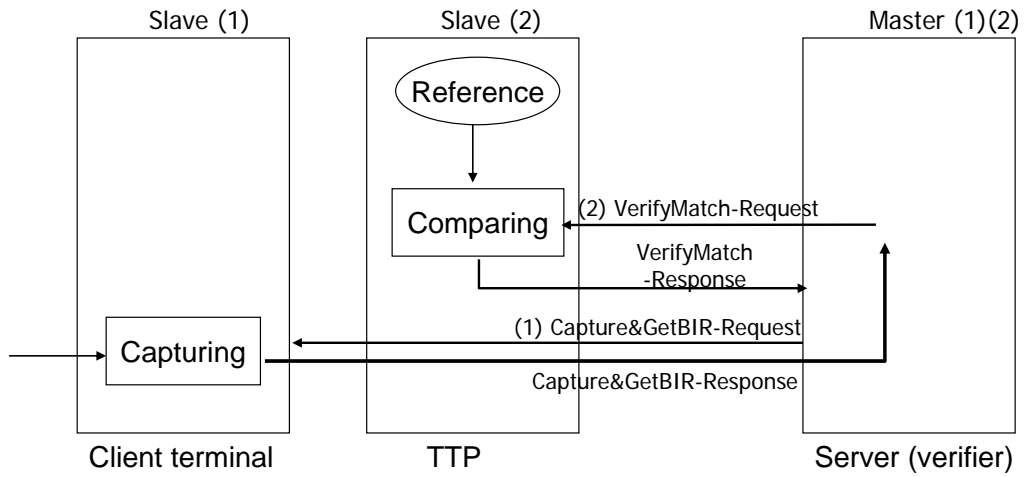 Slave (1)
Slave (2)
Master (1)(2)
Reference
Comparing
(2) VerifyMatch-Request
VerifyMatch
-Response
(1) Capture&GetBIR-Request
Capturing
Capture&GetBIR-Response
Client terminal
TTP
Server (verifier)